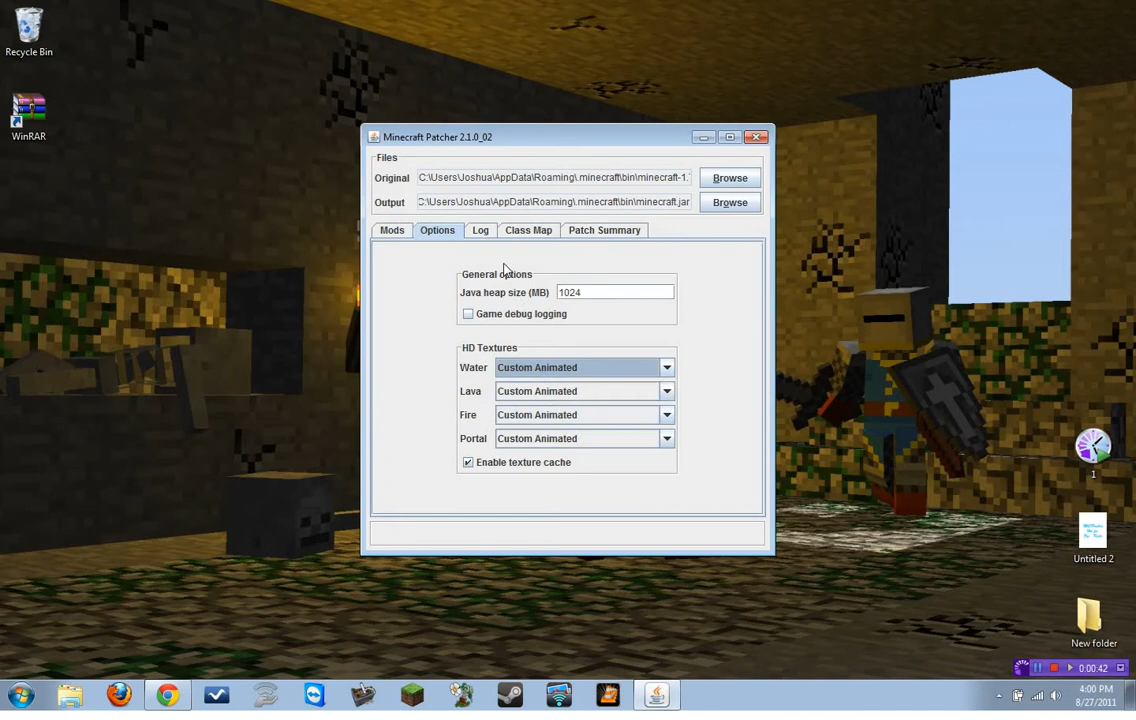 Recycle Bin
WinRAR
Minecraft Patcher 2.1.0_02
Files
Original C:\Users\Joshua\AppData\Roaming\.minecraft\bin\minecraft-1. Browse
Output C:\Users\Joshua\AppData\Roaming\.minecraft\bin\minecraft.jar Browse
Mods Options Log Class Map Patch Summary
General options
Java heap size (MB) 1024
Game debug logging
HD Textures
Water Custom Animated
Lava Custom Animated
Fire Custom Animated
Portal Custom Animated
Enable texture cache
1
Untitled 2
New folder
0:00:42
4:00 PM
8/27/2011